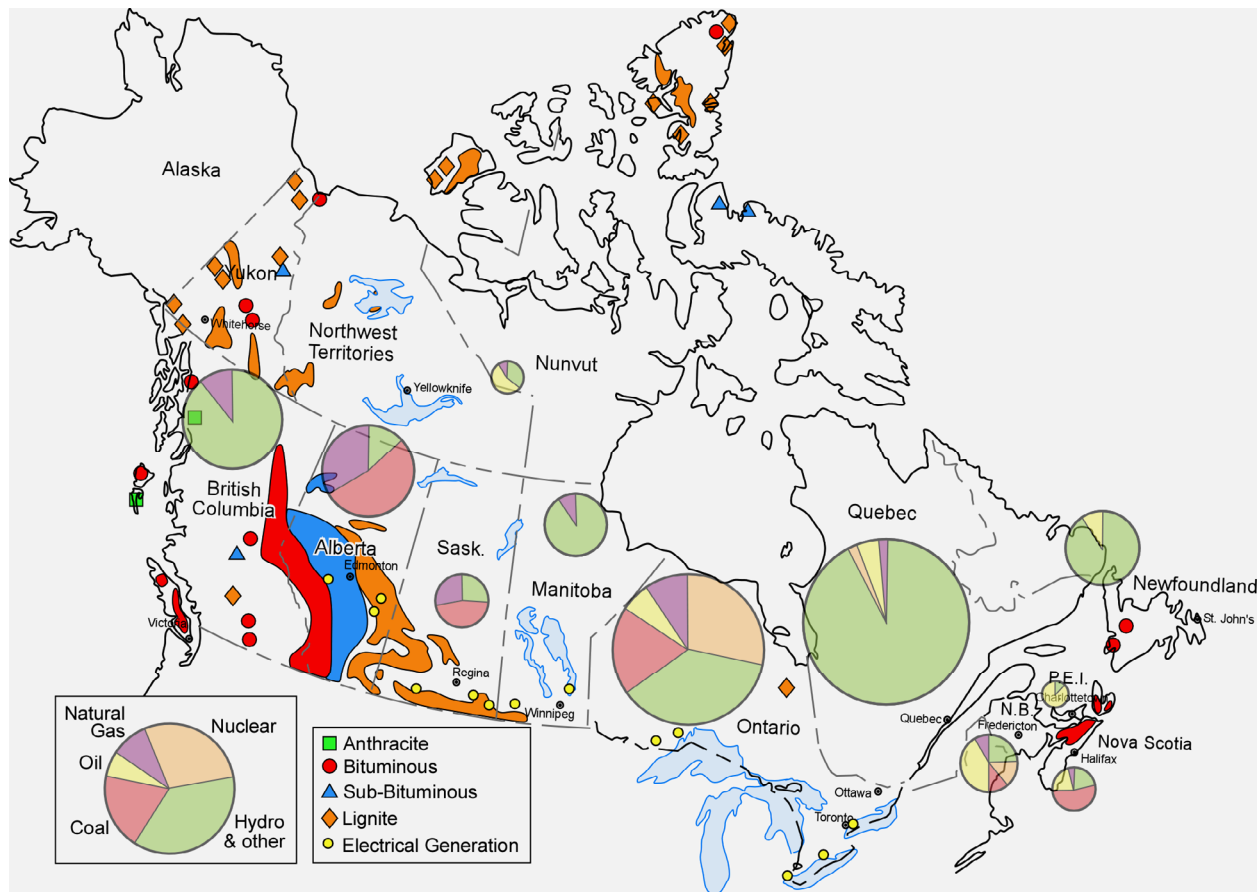 Alaska
Yukon
Whitehorse
Northwest
Territories
Nunvut
Yellowknife
British
Columbia
Quebec
Alberta
Edmonton
Sask.
Manitoba
Newfoundland
St. John's
Victoria
Regina
Winnipeg
Ontario
Quebec
P.E.I.
Charlottetown
N.B.
Fredericton
Nova Scotia
Halifax
Ottawa
Toronto
Natural
Gas
Nuclear
Oil
Coal
Hydro
& other
Anthracite
Bituminous
Sub-Bituminous
Lignite
Electrical Generation